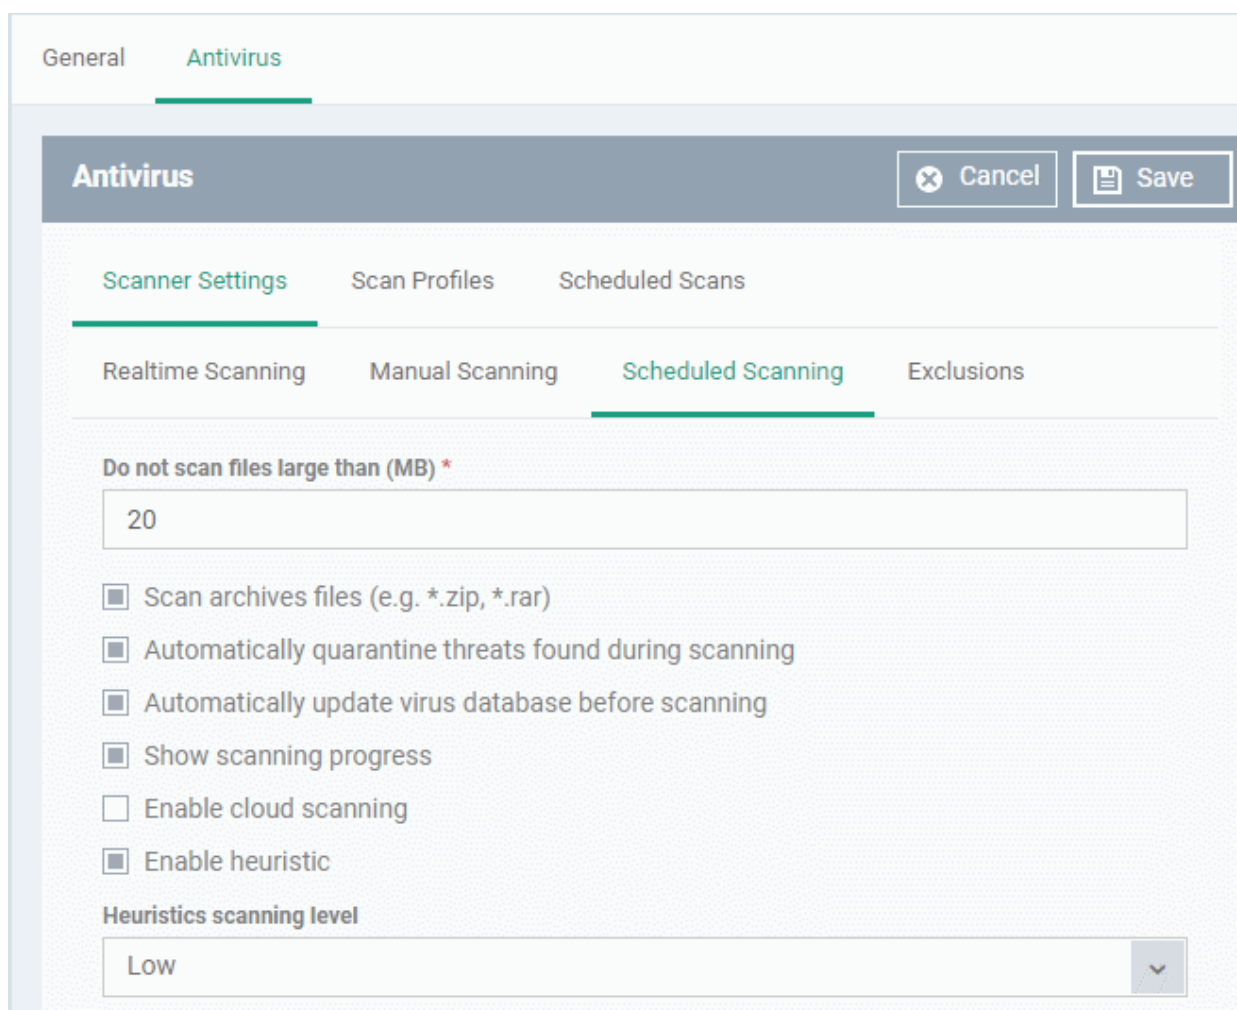 General Antivirus
Antivirus Cancel Save
Scanner Settings Scan Profiles Scheduled Scans
Realtime Scanning Manual Scanning Scheduled Scanning Exclusions
Do not scan files large than (MB) *
20
Scan archives files (e.g. *.zip, *.rar)
Automatically quarantine threats found during scanning
Automatically update virus database before scanning
Show scanning progress
Enable cloud scanning
Enable heuristic
Heuristics scanning level
Low